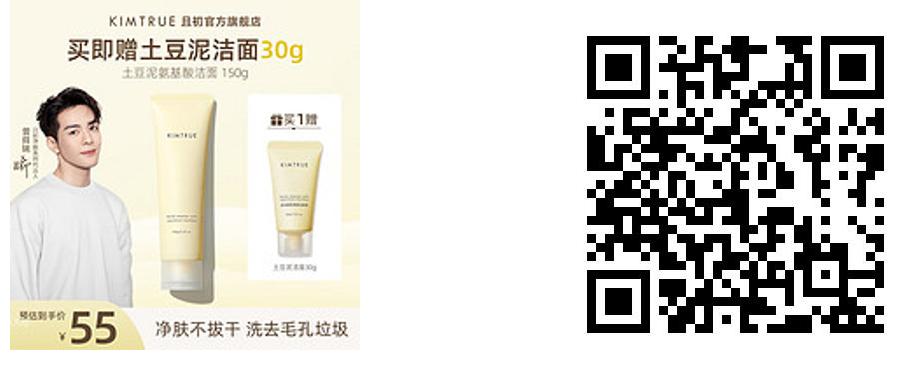 KIMTRUE 且初官方旗舰店
买即赠土豆泥洁面30g
土豆泥氨基酸洁面 150g
KIMTRUE
买1赠
KIMTRUE
土豆泥洁面30g
预估到手价
¥55
净肤不拔干 洗去毛孔垃圾